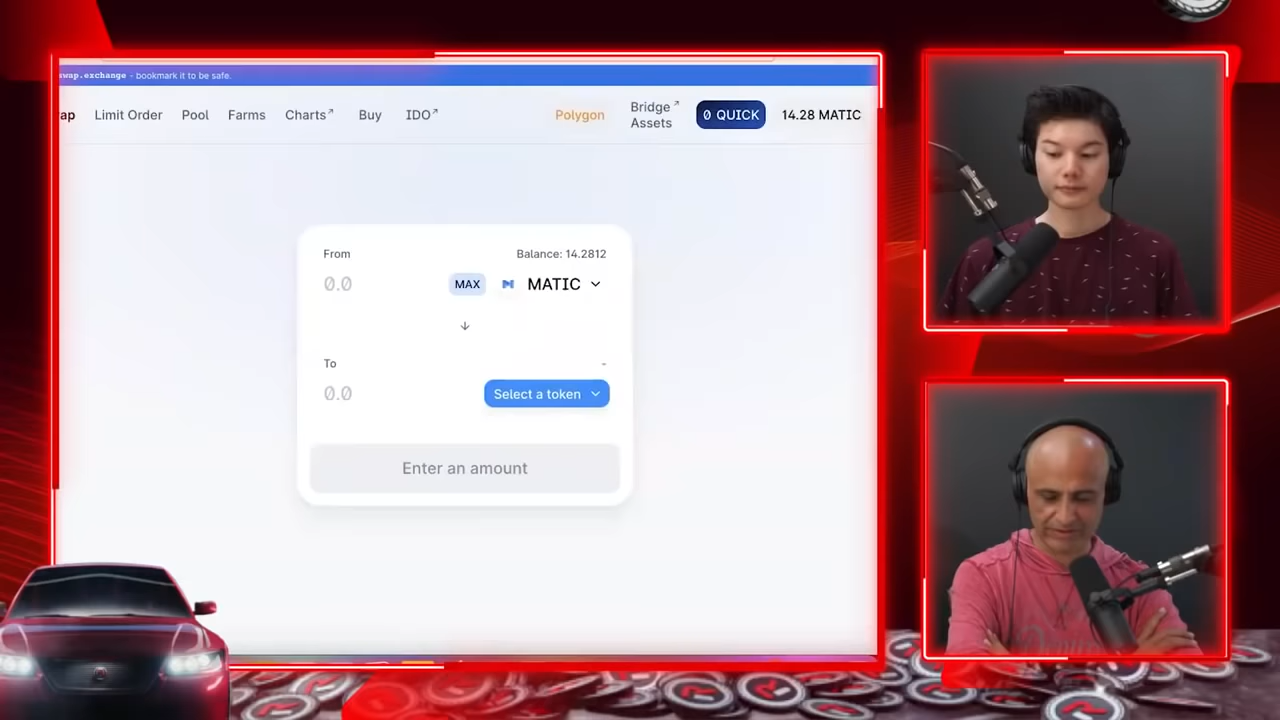 swap.exchange - bookmark it to be safe.
ap Limit Order Pool Farms Charts↗ Buy IDO↗ Polygon Bridge↗ Assets 0 QUICK 14.28 MATIC
From Balance: 14.2812
0.0 MAX MATIC
To -
0.0 Select a token
Enter an amount